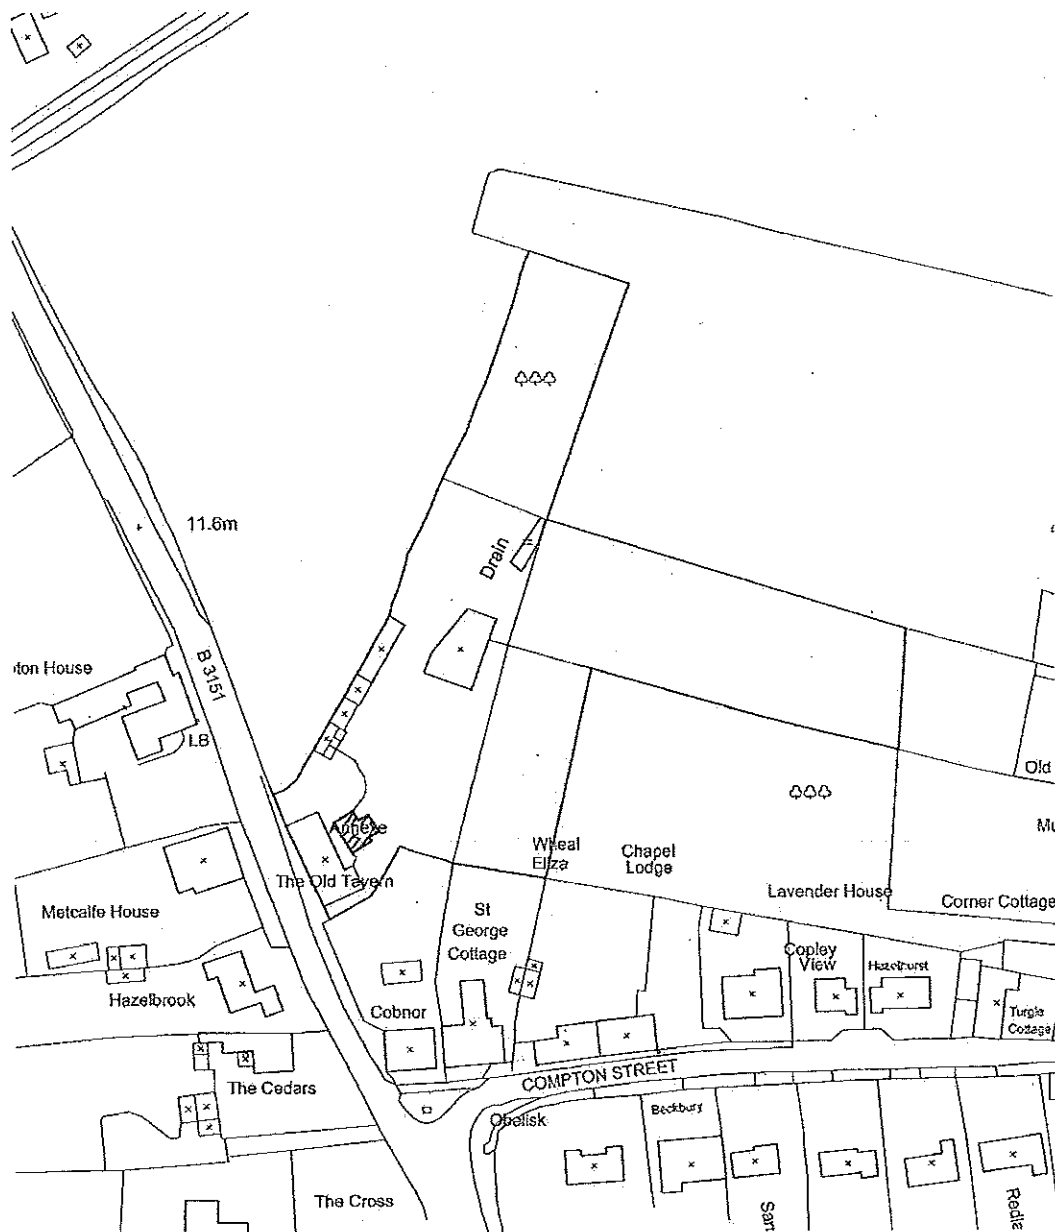 11.6m
Drain
B 3151
LB
Annexe
The Old Tavern
Wheal
Eliza
Chapel
Lodge
Lavender House
Old
Corner Cottage
Metcalfe House
St
George
Cottage
Copley
View
Hazelhurst
Hazelbrook
Cobnor
Turgle
Cottage
The Cedars
COMPTON STREET
Obelisk
Beckbury
The Cross